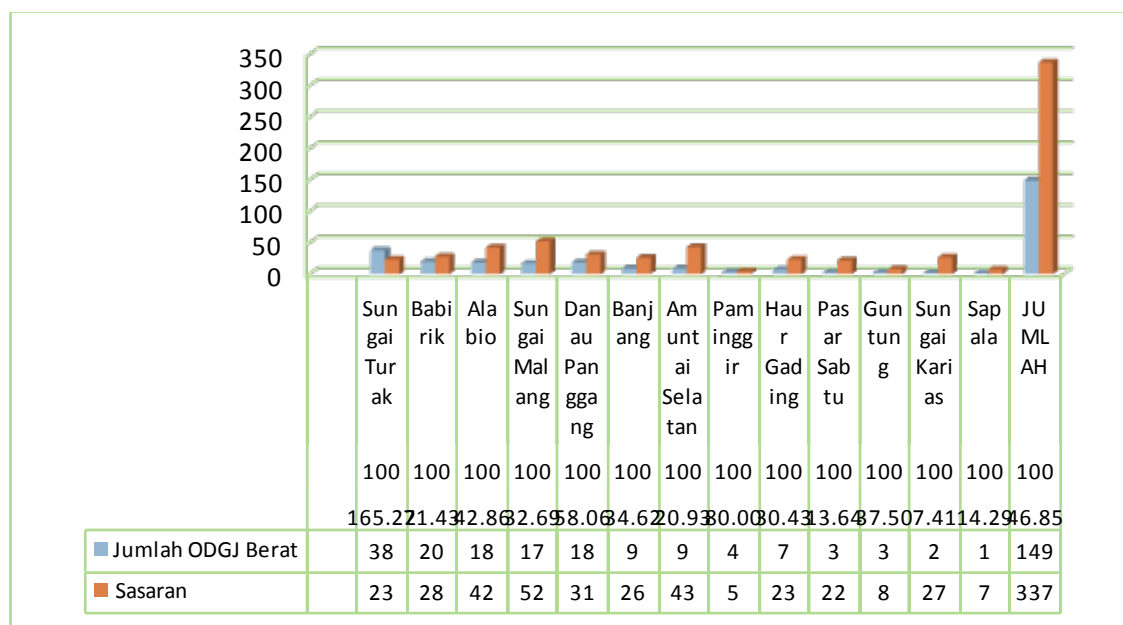 350
300
250
200
150
100
50
0
Sun Babi Ala Sun Dan Banj Am Pam Hau Pas Gun Sun Sap JU
gai rik bio gai au ang unt ingg r ar tun gai ala ML
Tur Mal Pan ai ir Gad Sab g Kari AH
ak ang gga Sela ing tu as
ng tan
100 100 100 100 100 100 100 100 100 100 100 100 100 100
165.22 71.43 42.86 32.69 58.06 34.62 20.93 80.00 30.43 13.64 37.50 7.41 14.29 46.85
Jumlah ODGJ Berat 38 20 18 17 18 9 9 4 7 3 3 2 1 149
Sasaran 23 28 42 52 31 26 43 5 23 22 8 27 7 337